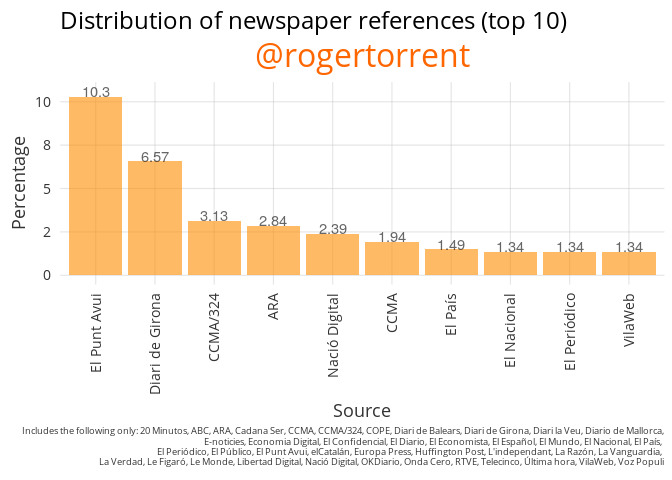 Distribution of newspaper references (top 10)
@rogertorrent
Percentage
10
8
5
2
0
10.3
6.57
3.13
2.84
2.39
1.94
1.49
1.34
1.34
1.34
El Punt Avui
Diari de Girona
CCMA/324
ARA
Nació Digital
CCMA
El País
El Nacional
El Periódico
VilaWeb
Source
Includes the following only: 20 Minutos, ABC, ARA, Cadana Ser, CCMA, CCMA/324, COPE, Diari de Balears, Diari de Girona, Diari la Veu, Diario de Mallorca,
E-noticies, Economia Digital, El Confidencial, El Diario, El Economista, El Español, El Mundo, El Nacional, El País,
El Periódico, El Público, El Punt Avui, elCatalán, Europa Press, Huffington Post, L'independant, La Razón, La Vanguardia,
La Verdad, Le Figaró, Le Monde, Libertad Digital, Nació Digital, OKDiario, Onda Cero, RTVE, Telecinco, Última hora, VilaWeb, Voz Populi